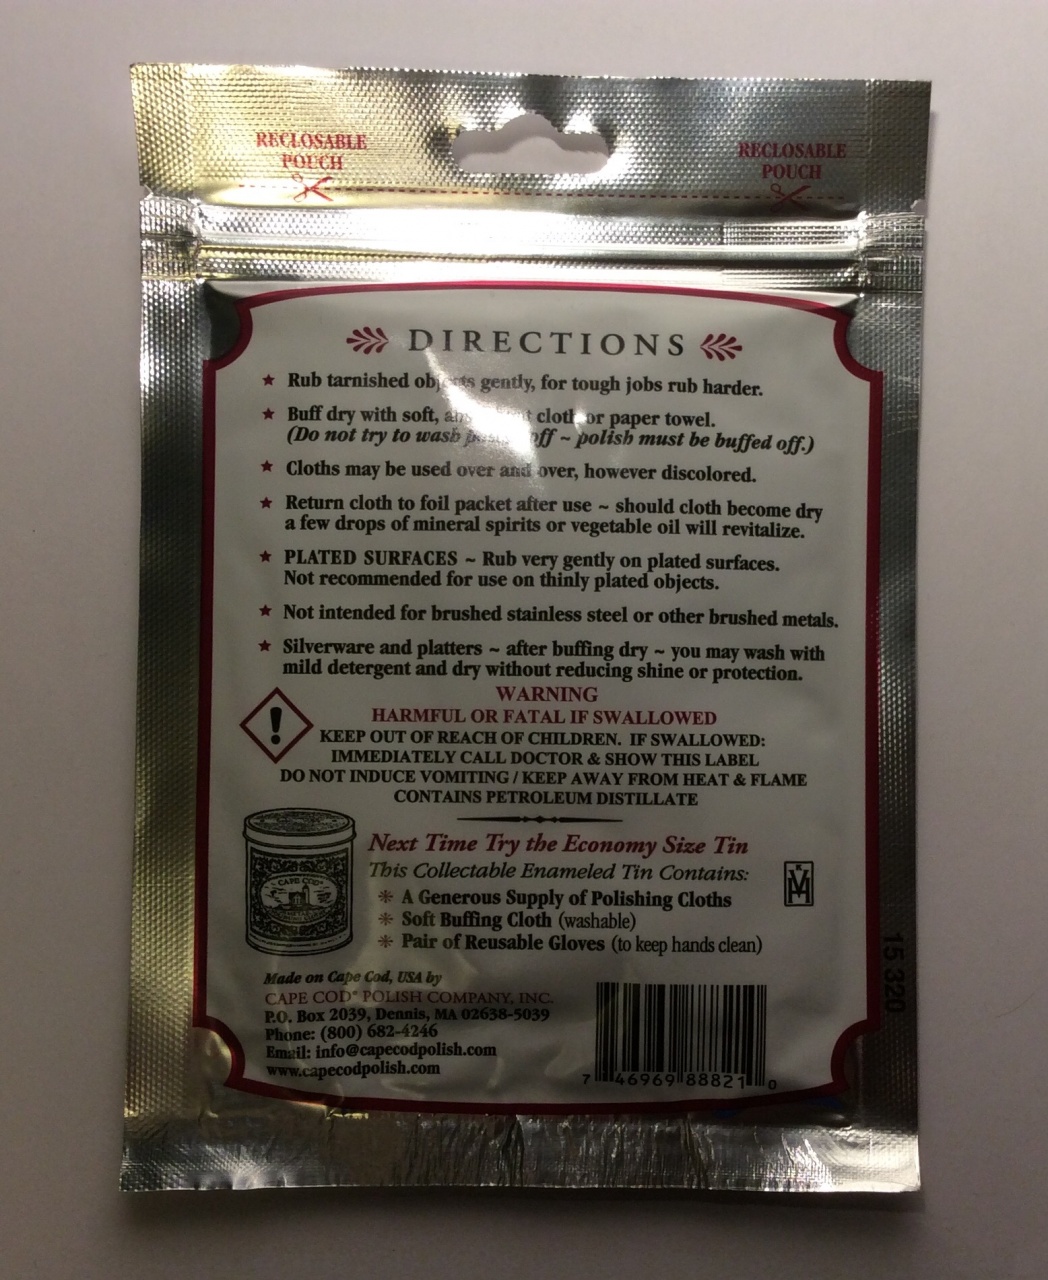 RECLOSABLE
POUCH
RECLOSABLE
POUCH
DIRECTIONS
★ Rub tarnished objects gently, for tough jobs rub harder.
★ Buff dry with soft, cloth or paper towel.
(Do not try to wash off ~ polish must be buffed off.)
★ Cloths may be used over and over, however discolored.
★ Return cloth to foil packet after use ~ should cloth become dry
a few drops of mineral spirits or vegetable oil will revitalize.
★ PLATED SURFACES ~ Rub very gently on plated surfaces.
Not recommended for use on thinly plated objects.
★ Not intended for brushed stainless steel or other brushed metals.
★ Silverware and platters ~ after buffing dry ~ you may wash with
mild detergent and dry without reducing shine or protection.
WARNING
HARMFUL OR FATAL IF SWALLOWED
KEEP OUT OF REACH OF CHILDREN. IF SWALLOWED:
IMMEDIATELY CALL DOCTOR & SHOW THIS LABEL
DO NOT INDUCE VOMITING / KEEP AWAY FROM HEAT & FLAME
CONTAINS PETROLEUM DISTILLATE
Next Time Try the Economy Size Tin
This Collectable Enameled Tin Contains:
A Generous Supply of Polishing Cloths
Soft Buffing Cloth (washable)
Pair of Reusable Gloves (to keep hands clean)
CAPE COD
Made on Cape Cod, USA by
CAPE COD® POLISH COMPANY, INC.
P.O. Box 2039, Dennis, MA 02638-5039
Phone: (800) 682-4246
Email: info@capecodpolish.com
www.capecodpolish.com
7 46969 88821 0
15320